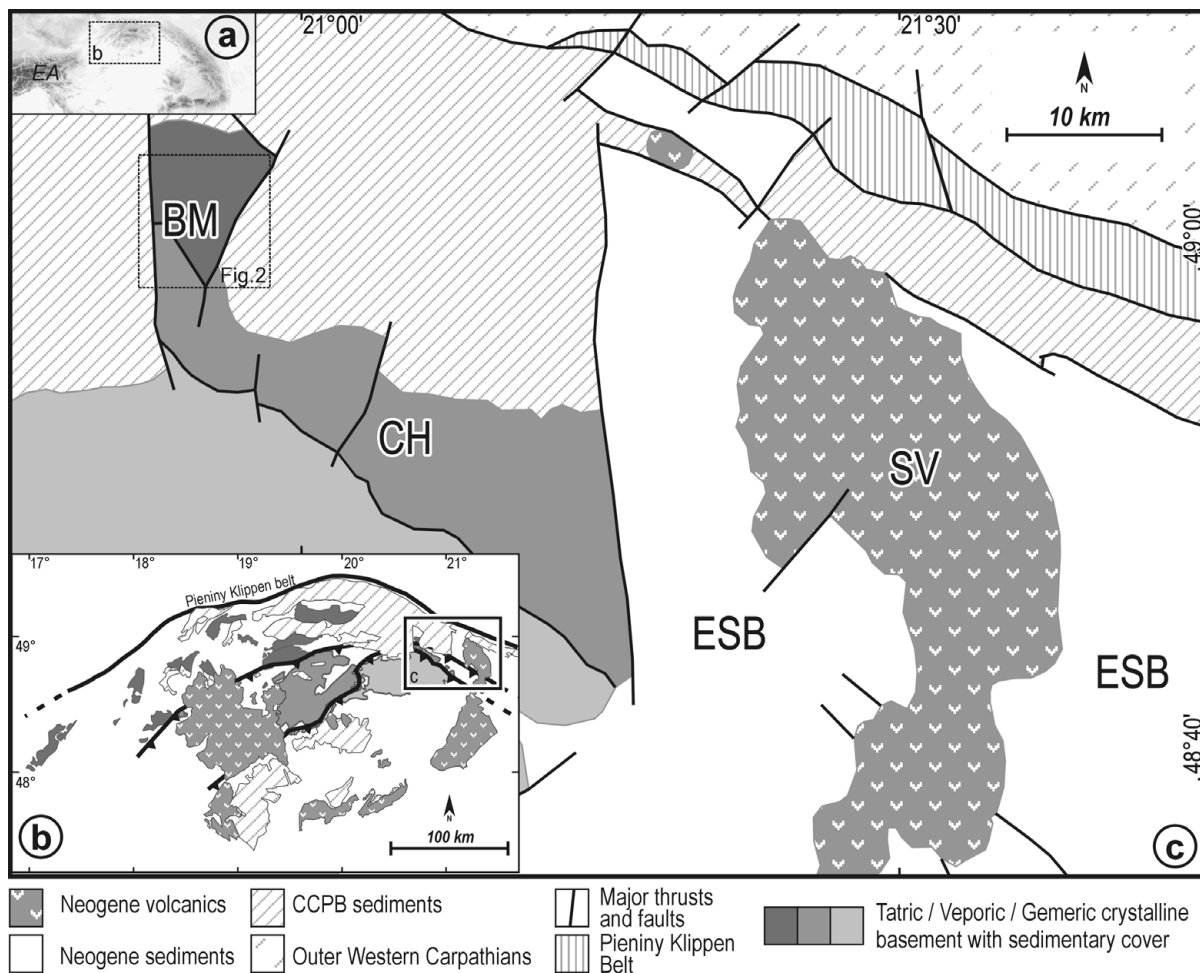 a
b
EA
21°00'
21°30'
N
10 km
49°00'
48°40'
BM
Fig.2
CH
SV
ESB
ESB
17°
18°
19°
20°
21°
49°
48°
Pieniny Klippen belt
c
N
100 km
b
c
Neogene volcanics
Neogene sediments
CCPB sediments
Outer Western Carpathians
Major thrusts
and faults
Pieniny Klippen
Belt
Tatric / Veporic / Gemeric crystalline
basement with sedimentary cover